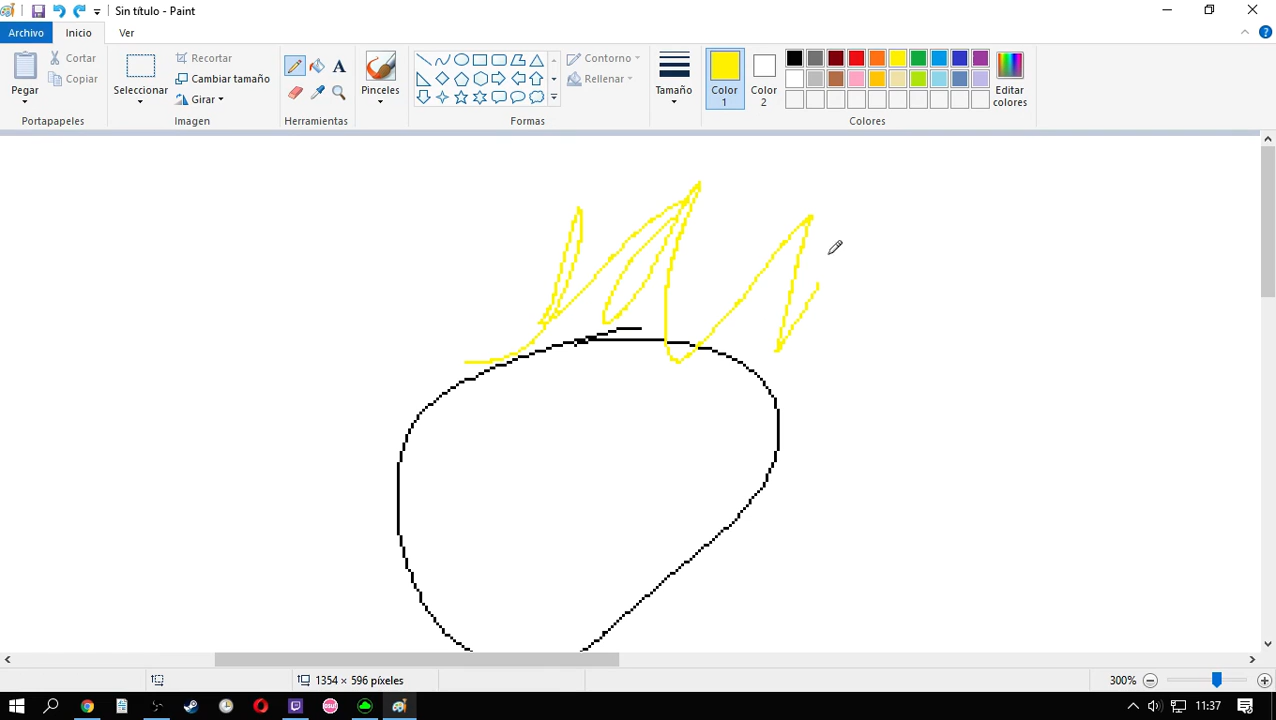 Sin título - Paint
Archivo Inicio Ver
Pegar
Cortar
Copiar
Portapapeles
Seleccionar
Recortar
Cambiar tamaño
Girar
Imagen
A
Herramientas
Pinceles
Contorno
Rellenar
Formas
Tamaño
Color 1
Color 2
Editar colores
Colores
1354 × 596 píxeles
300%
osu!
11:37